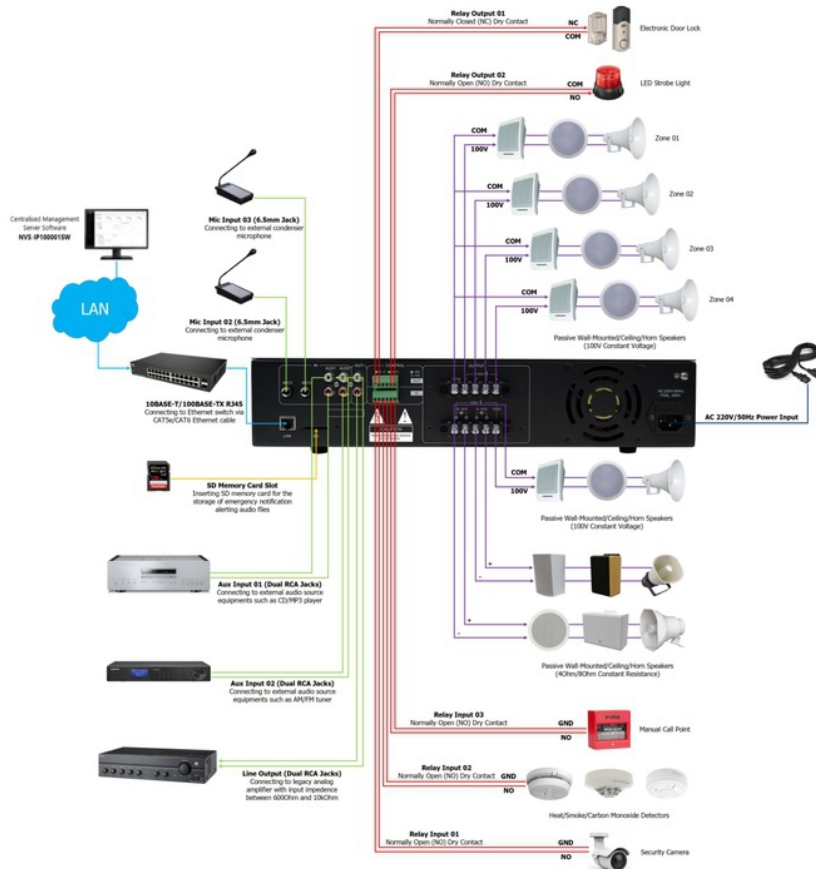 Relay Output 01
Normally Closed (NC) Dry Contact
NC
COM
Electronic Door Lock
Relay Output 02
Normally Open (NO) Dry Contact
COM
NO
LED Strobe Light
COM
100V
Zone 01
COM
100V
Zone 02
COM
100V
Zone 03
COM
100V
Zone 04
Passive Wall-Mounted/Ceiling/Horn Speakers
(100V Constant Voltage)
Mic Input 03 (6.5mm Jack)
Connecting to external condenser
microphone
Centralised Management
Server Software
NVS-IP100001SW
LAN
Mic Input 02 (6.5mm Jack)
Connecting to external condenser
microphone
10BASE-T/100BASE-TX RJ45
Connecting to Ethernet switch via
CAT5e/CAT6 Ethernet cable
LAN
CONTROL
OUTPUT
CAUTION
AC 220V/50Hz Power Input
SD Memory Card Slot
Inserting SD memory card for the
storage of emergency notification
alerting audio files
COM
100V
Passive Wall-Mounted/Ceiling/Horn Speakers
(100V Constant Voltage)
+
-
+
-
Passive Wall-Mounted/Ceiling/Horn Speakers
(4Ohm/8Ohm Constant Resistance)
Aux Input 01 (Dual RCA Jacks)
Connecting to external audio source
equipments such as CD/MP3 player
Aux Input 02 (Dual RCA Jacks)
Connecting to external audio source
equipments such as AM/FM tuner
Line Output (Dual RCA Jacks)
Connecting to legacy analog
amplifier with input impedence
between 600Ohm and 10kOhm
Relay Input 03
Normally Open (NO) Dry Contact
GND
NO
FIRE
Manual Call Point
Relay Input 02
Normally Open (NO) Dry Contact
GND
NO
Heat/Smoke/Carbon Monoxide Detectors
Relay Input 01
Normally Open (NO) Dry Contact
GND
NO
Security Camera